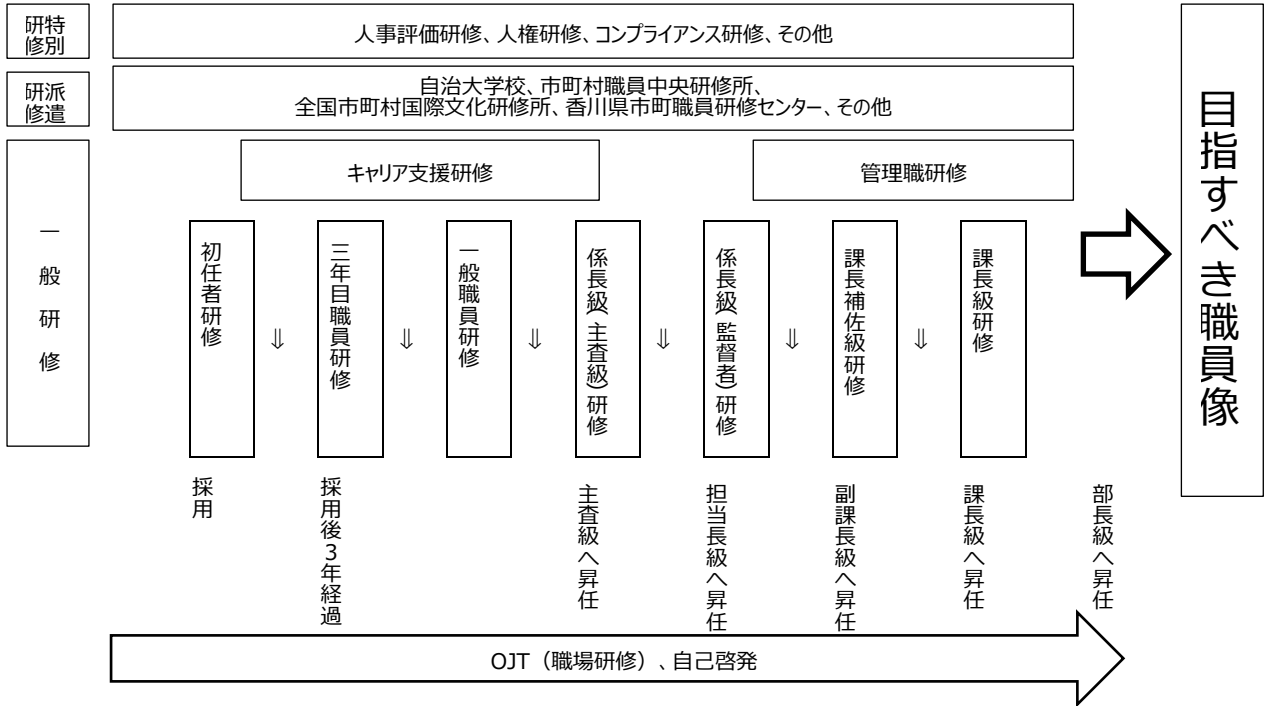 特別
研修
人事評価研修、人権研修、コンプライアンス研修、その他
派遣
研修
自治大学校、市町村職員中央研修所、
全国市町村国際文化研修所、香川県市町職員研修センター、その他
一般研修
キャリア支援研修
管理職研修
初任者研修
⇓
三年目職員研修
⇓
一般職員研修
⇓
係長級(主査級)研修
⇓
係長級(監督者)研修
⇓
課長補佐級研修
⇓
課長級研修
採用
採用後3年経過
主査級へ昇任
担当長級へ昇任
副課長級へ昇任
課長級へ昇任
部長級へ昇任
OJT（職場研修）、自己啓発
目指すべき職員像